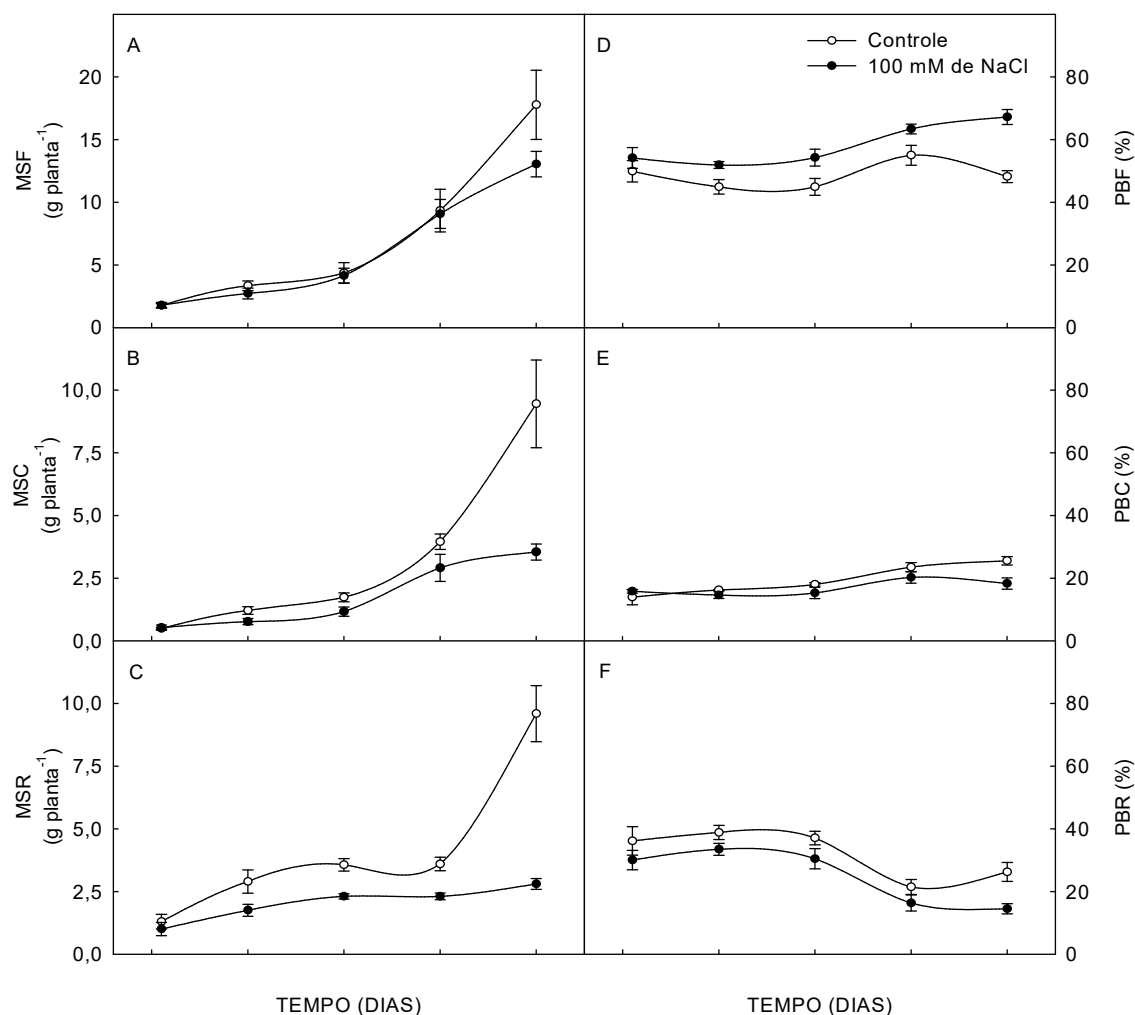 A
MSF
(g planta-1)
20
15
10
5
0
B
MSC
(g planta-1)
10,0
7,5
5,0
2,5
0,0
C
MSR
(g planta-1)
10,0
7,5
5,0
2,5
0,0
TEMPO (DIAS)
D
Controle
100 mM de NaCl
80
60
40
20
0
PBF (%)
E
80
60
40
20
0
PBC (%)
F
80
60
40
20
0
PBR (%)
TEMPO (DIAS)